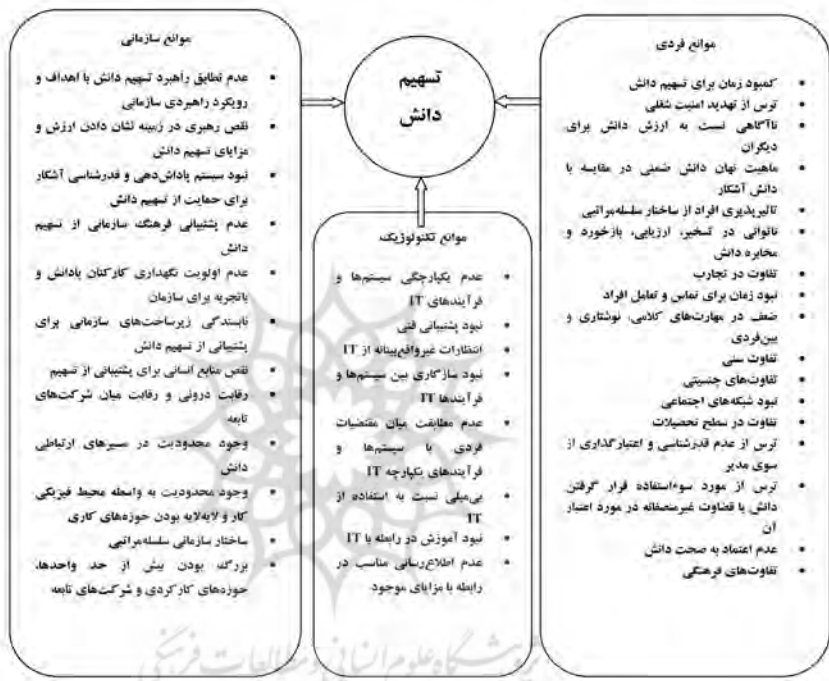 موانع فردی
• کمبود زمان برای تسهیم دانش
• ترس از تهدید امنیت شغلی
• ناآگاهی نسبت به ارزش دانش برای
دیگران
• ماهیت نهان دانش ضمنی در مقایسه با
دانش آشکار
• تاثیرپذیری افراد از ساختار سلسله‌مراتبی
• ناتوانی در تسخیر، ارزیابی، بازخورد و
مخابره دانش
• تفاوت در تجارب
• نبود زمان برای تماس و تعامل افراد
• ضعف در مهارت‌های کلامی، نوشتاری و
بین‌فردی
• تفاوت سنی
• تفاوت‌های جنسیتی
• نبود شبکه‌های اجتماعی
• تفاوت در سطح تحصیلات
• ترس از عدم قدرشناسی و اعتبارگذاری از
سوی مدیر
• ترس از مورد سوءاستفاده قرار گرفتن
دانش یا قضاوت غیرمنصفانه در مورد اعتبار
آن
• عدم اعتماد به صحت دانش
• تفاوت‌های فرهنگی
تسهیم
دانش
موانع تکنولوژیک
• عدم یکپارچگی سیستم‌ها و
فرآیندهای IT
• نبود پشتیبانی فنی
• انتظارات غیرواقع‌بینانه از IT
• نبود سازگاری بین سیستم‌ها و
فرآیندها IT
• عدم مطابقت میان مقتضیات
فردی با سیستم‌ها و
فرآیندهای یکپارچه IT
• بی‌میلی نسبت به استفاده از
IT
• نبود آموزش در رابطه با IT
• عدم اطلاع‌رسانی مناسب در
رابطه با مزایای موجود
موانع سازمانی
• عدم تطابق راهبرد تسهیم دانش با اهداف و
رویکرد راهبردی سازمانی
• نقص رهبری در زمینه نشان دادن ارزش و
مزایای تسهیم دانش
• نبود سیستم پاداش‌دهی و قدرشناسی آشکار
برای حمایت از تسهیم دانش
• عدم پشتیبانی فرهنگ سازمانی از تسهیم
دانش
• عدم اولویت نگهداری کارکنان بادانش و
باتجربه برای سازمان
• نابسندگی زیرساخت‌های سازمانی برای
پشتیبانی از تسهیم دانش
• نقص منابع انسانی برای پشتیبانی از تسهیم
• رقابت درونی و رقابت میان شرکت‌های
تابعه
• وجود محدودیت در مسیرهای ارتباطی
دانش
• وجود محدودیت به واسطه محیط فیزیکی
کار و لایه‌لایه بودن حوزه‌های کاری
• ساختار سازمانی سلسله‌مراتبی
• بزرگ بودن بیش از حد واحدها،
حوزه‌های کارکردی و شرکت‌های تابعه
پژوهشگاه علوم انسانی و مطالعات فرهنگی